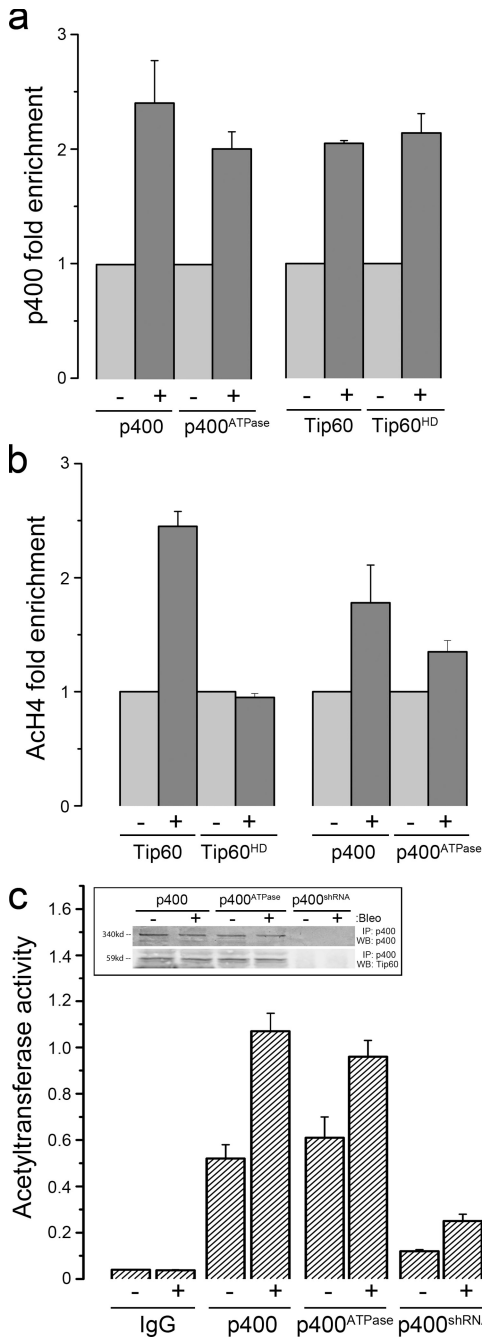 a
p400 fold enrichment
3
2
1
0
- + - + - + - +
p400 p400ATPase Tip60 Tip60HD
b
AcH4 fold enrichment
3
2
1
0
- + - + - + - +
Tip60 Tip60HD p400 p400ATPase
c
Acetyltransferase activity
1.6
1.4
1.2
1.0
0.8
0.6
0.4
0.2
0
p400 p400ATPase p400shRNA
- + - + - + :Bleo
340kd -- IP: p400
WB: p400
59kd -- IP: p400
WB: Tip60
- + - + - + - +
IgG p400 p400ATPase p400shRNA